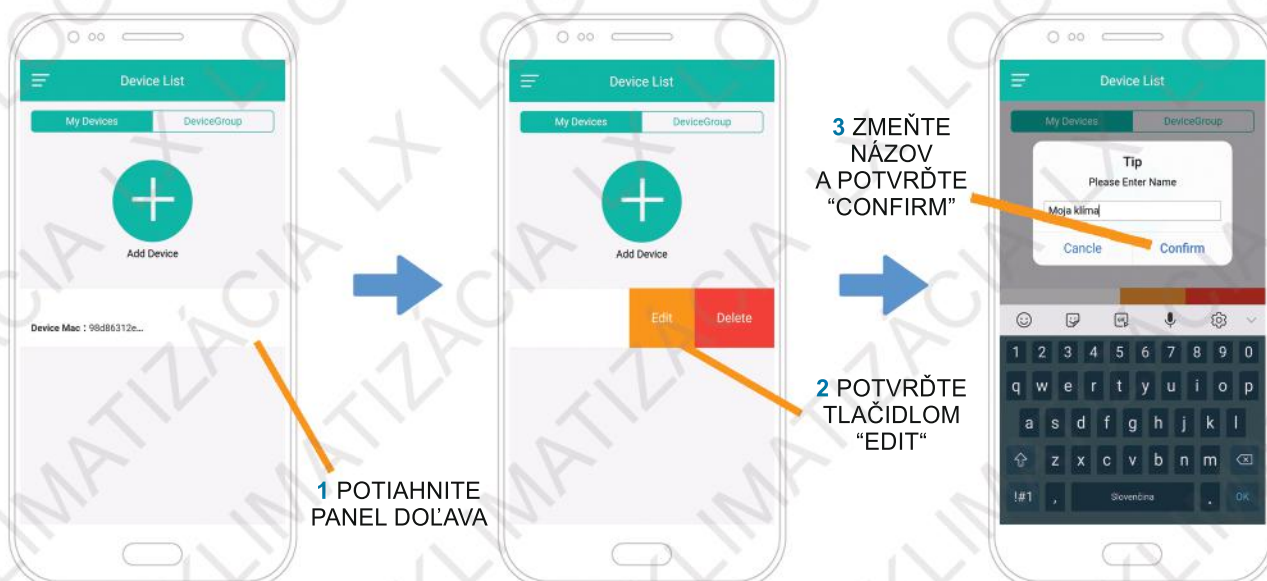 Device List
My Devices
DeviceGroup
Add Device
Device Mac : 98d86312e...
1 POTIAHNITE
PANEL DOĽAVA
Device List
My Devices
DeviceGroup
Add Device
Edit
Delete
2 POTVRĎTE
TLAČIDLOM
“EDIT“
3 ZMEŇTE
NÁZOV
A POTVRĎTE
“CONFIRM”
Device List
My Devices
DeviceGroup
Tip
Please Enter Name
Moja klíma
Cancle
Confirm
1 2 3 4 5 6 7 8 9 0
q w e r t y u i o p
a s d f g h j k l
z x c v b n m
!#1 , Slovenčina . OK